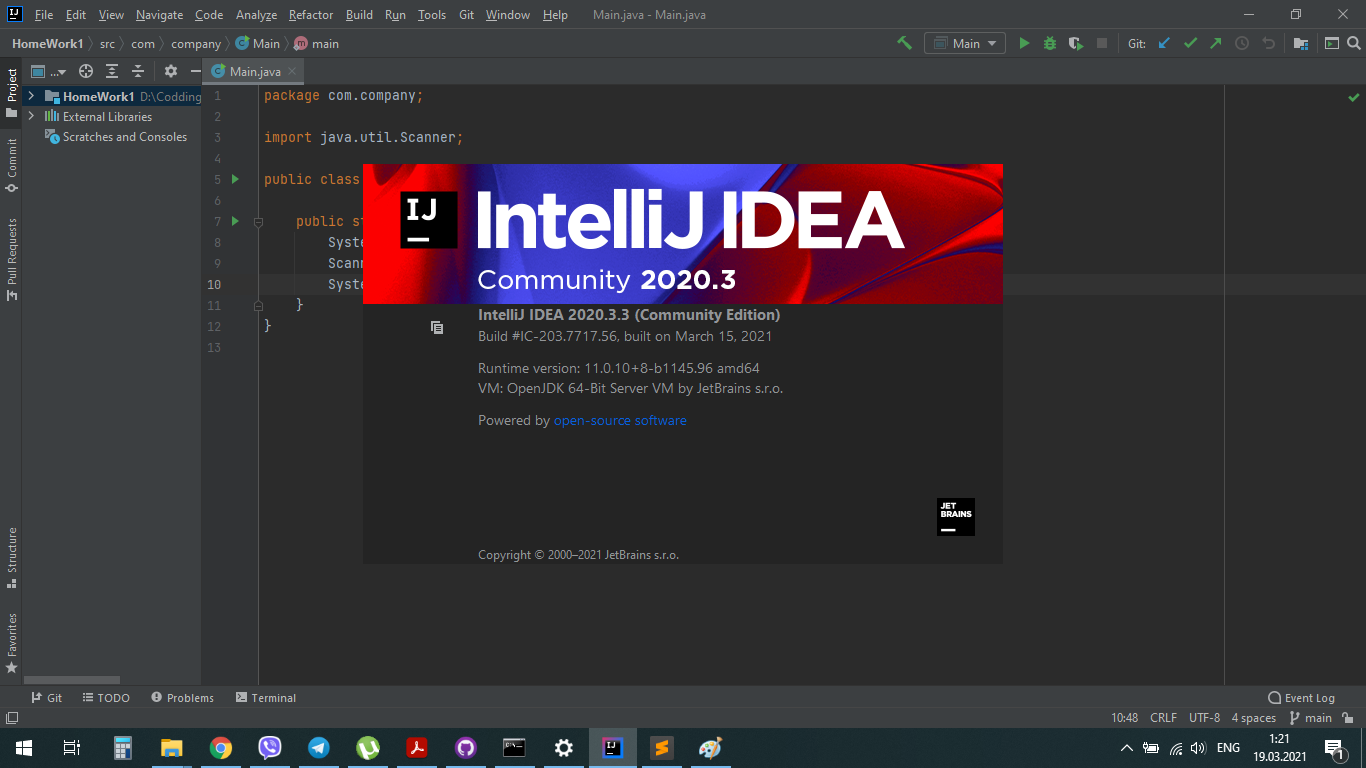 IJ File Edit View Navigate Code Analyze Refactor Build Run Tools Git Window Help Main.java - Main.java
HomeWork1 src com company Main m main Main Git:
Project
Commit
Pull Requests
Structure
Favorites
... Main.java
HomeWork1 D:\Codding
External Libraries
Scratches and Consoles
1 package com.company;
2
3 import java.util.Scanner;
4
5 public class
6
7 public st
8 Syste
9 Scann
10 Syste
11 }
12 }
13
IJ
IntelliJ IDEA
Community 2020.3
IntelliJ IDEA 2020.3.3 (Community Edition)
Build #IC-203.7717.56, built on March 15, 2021
Runtime version: 11.0.10+8-b1145.96 amd64
VM: OpenJDK 64-Bit Server VM by JetBrains s.r.o.
Powered by open-source software
JET
BRAINS
Copyright © 2000–2021 JetBrains s.r.o.
Git TODO Problems Terminal Event Log
10:48 CRLF UTF-8 4 spaces main
IJ ENG 1:21
19.03.2021 1